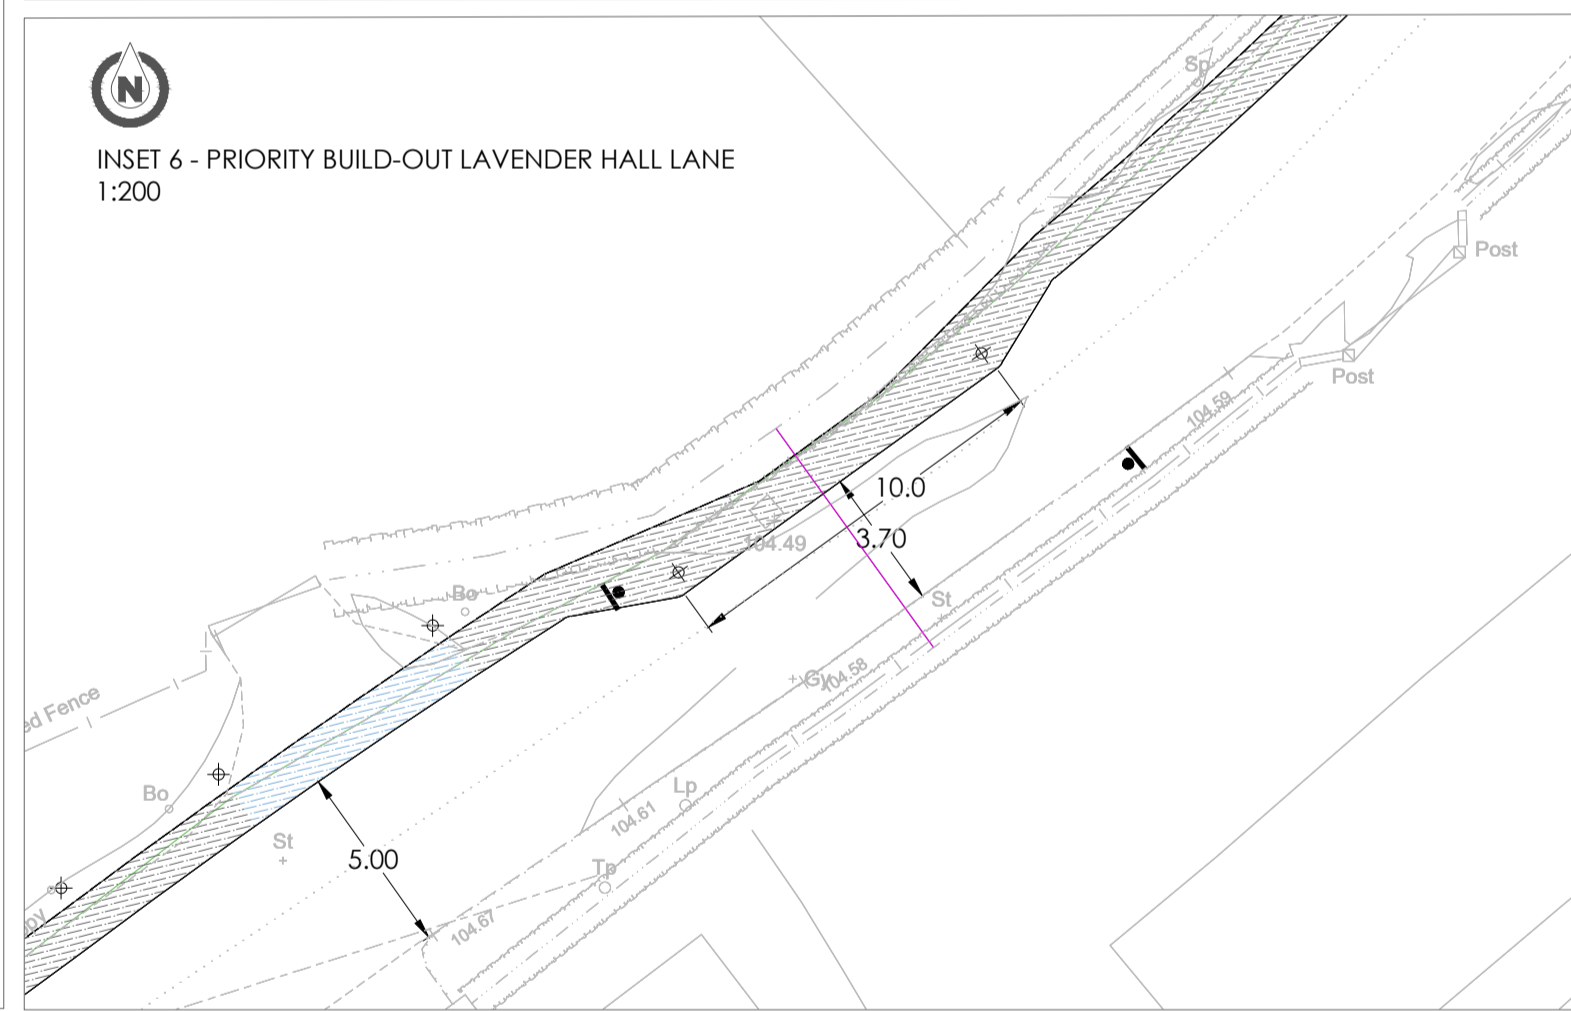 N
INSET 6 - PRIORITY BUILD-OUT LAVENDER HALL LANE
1:200
Sp
Post
Post
104.59
10.0
3.70
104.49
St
Bo
Gy
104.58
ed Fence
Bo
St
Lp
104.61
5.00
Tp
104.67